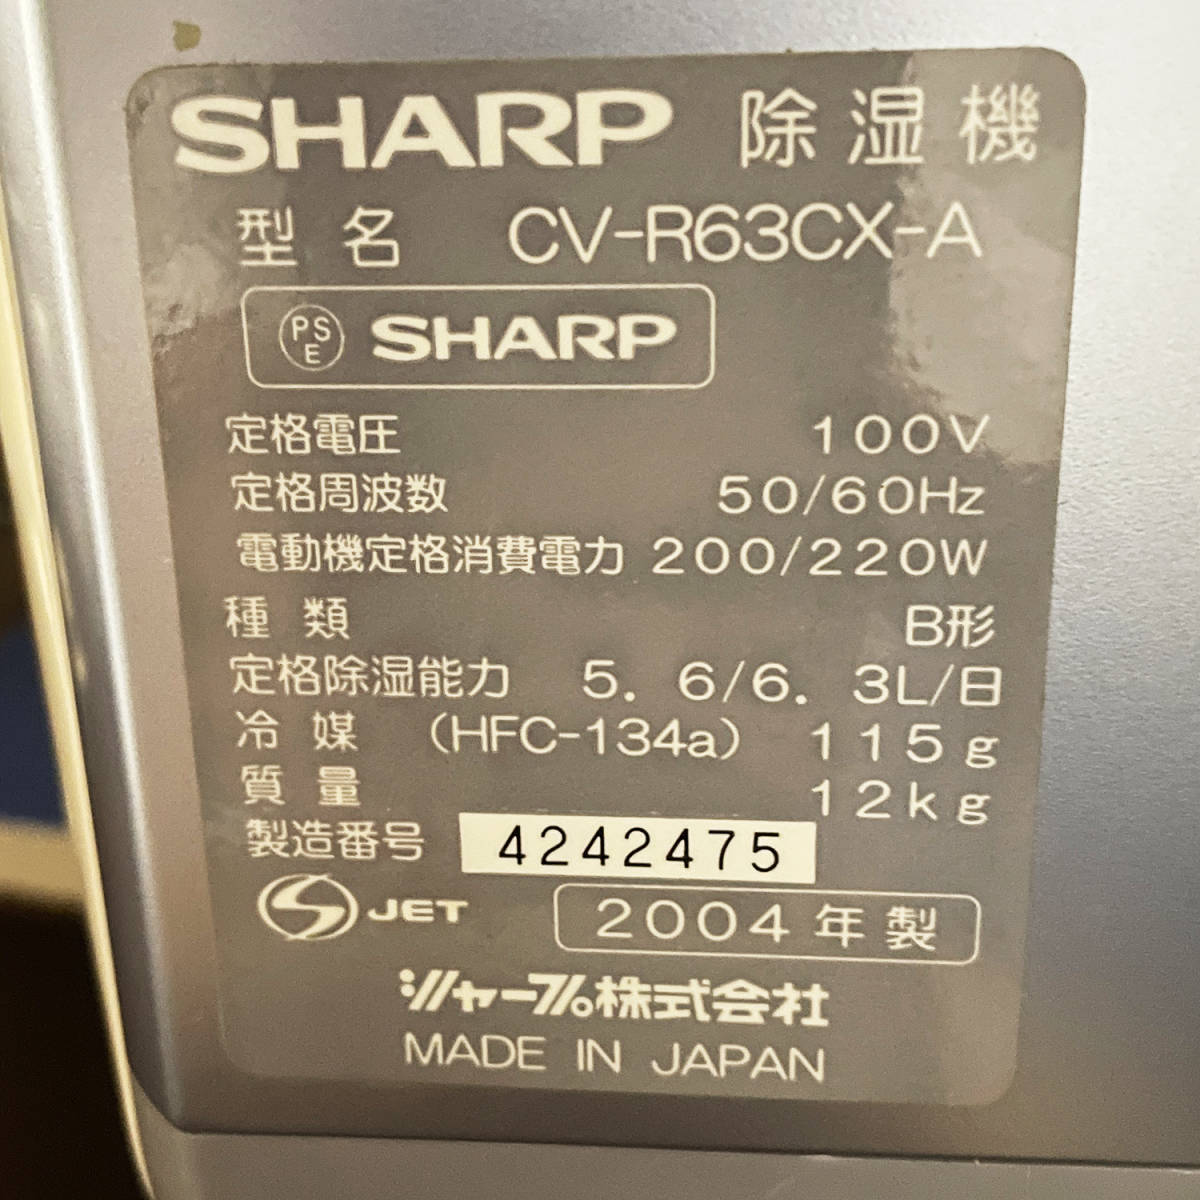 SHARP 除湿機
型名 CV-R63CX-A
PSE SHARP
定格電圧 100V
定格周波数 50/60Hz
電動機定格消費電力 200/220W
種類 B形
定格除湿能力 5.6/6.3L/日
冷媒 (HFC-134a) 115g
質量 12kg
製造番号 4242475
JET 2004年製
シャープ株式会社
MADE IN JAPAN